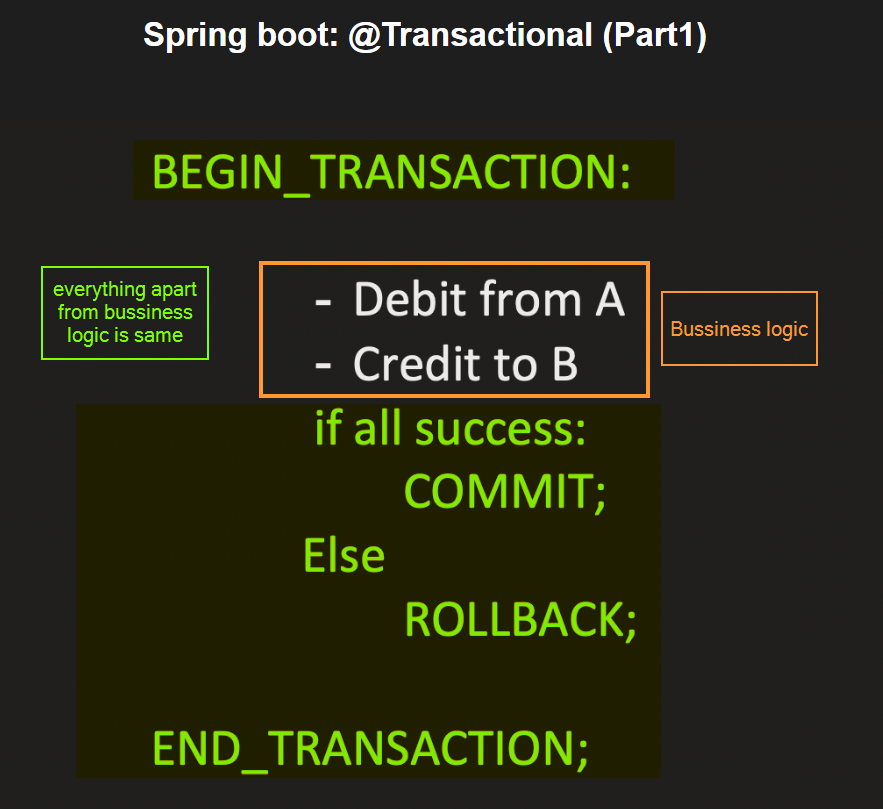 Spring boot: @Transactional (Part1)
BEGIN_TRANSACTION:
everything apart
from bussiness
logic is same
- Debit from A
- Credit to B
Bussiness logic
if all success:
COMMIT;
Else
ROLLBACK;
END_TRANSACTION;